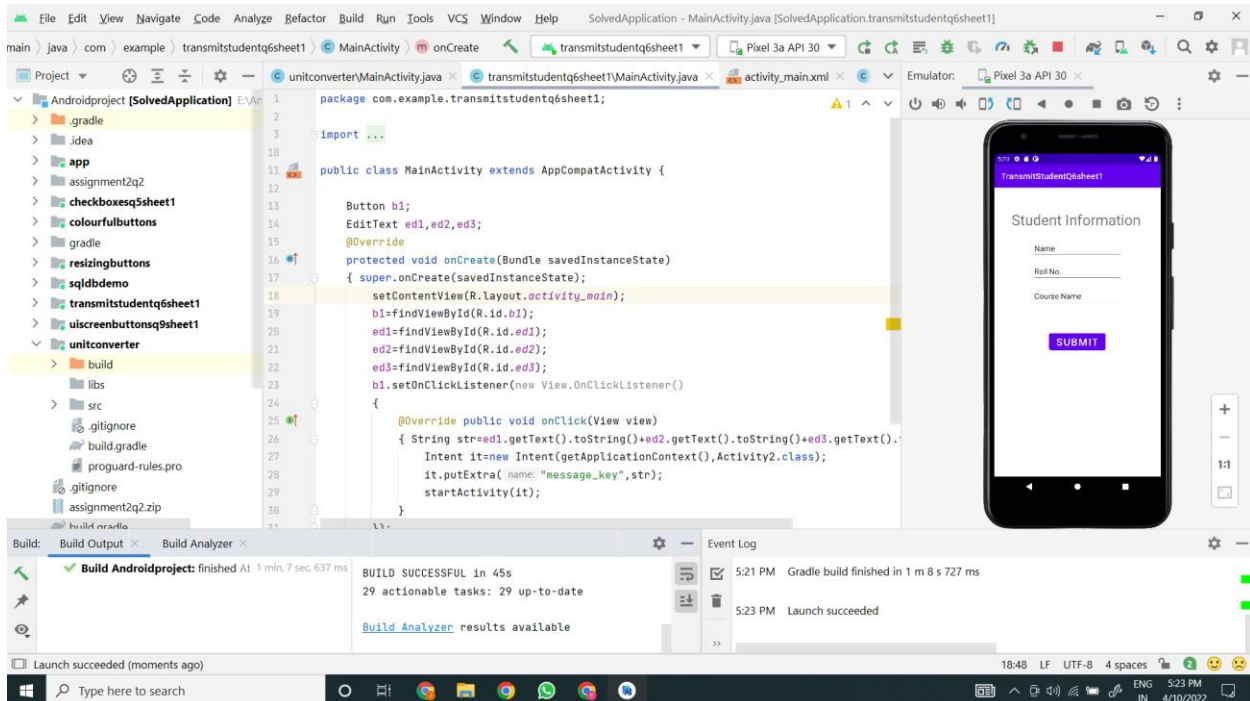 File Edit View Navigate Code Analyze Refactor Build Run Tools VCS Window Help SolvedApplication - MainActivity.java [SolvedApplication.transmitstudentq6sheet1]
main java com example transmitstudentq6sheet1 MainActivity onCreate transmitstudentq6sheet1 Pixel 3a API 30
Project unitconverter\MainActivity.java transmitstudentq6sheet1\MainActivity.java activity_main.xml Emulator: Pixel 3a API 30
Androidproject [SolvedApplication]
.gradle
.idea
app
assignment2q2
checkboxesq5sheet1
colourfulbuttons
gradle
resizingbuttons
sqldbdemo
transmitstudentq6sheet1
uiscreenbuttonsq9sheet1
unitconverter
build
libs
src
.gitignore
build.gradle
proguard-rules.pro
.gitignore
assignment2q2.zip
build.gradle
1 package com.example.transmitstudentq6sheet1;
2
3 import ...
10
11 public class MainActivity extends AppCompatActivity {
12
13 Button b1;
14 EditText ed1,ed2,ed3;
15 @Override
16 protected void onCreate(Bundle savedInstanceState)
17 { super.onCreate(savedInstanceState);
18 setContentView(R.layout.activity_main);
19 b1=findViewById(R.id.b1);
20 ed1=findViewById(R.id.ed1);
21 ed2=findViewById(R.id.ed2);
22 ed3=findViewById(R.id.ed3);
23 b1.setOnClickListener(new View.OnClickListener()
24 {
25 @Override public void onClick(View view)
26 { String str=ed1.getText().toString()+ed2.getText().toString()+ed3.getText().
27 Intent it=new Intent(getApplicationContext(),Activity2.class);
28 it.putExtra( name: "message_key",str);
29 startActivity(it);
30 }
31 });
1
TransmitStudentQ6sheet1
Student Information
Name
Roll No.
Course Name
SUBMIT
1:1
Build: Build Output Build Analyzer
Build Androidproject: finished At 1 min, 7 sec, 637 ms
BUILD SUCCESSFUL in 45s
29 actionable tasks: 29 up-to-date
Build Analyzer results available
Event Log
5:21 PM Gradle build finished in 1 m 8 s 727 ms
5:23 PM Launch succeeded
Launch succeeded (moments ago) 18:48 LF UTF-8 4 spaces 2
Type here to search ENG IN 5:23 PM 4/10/2022